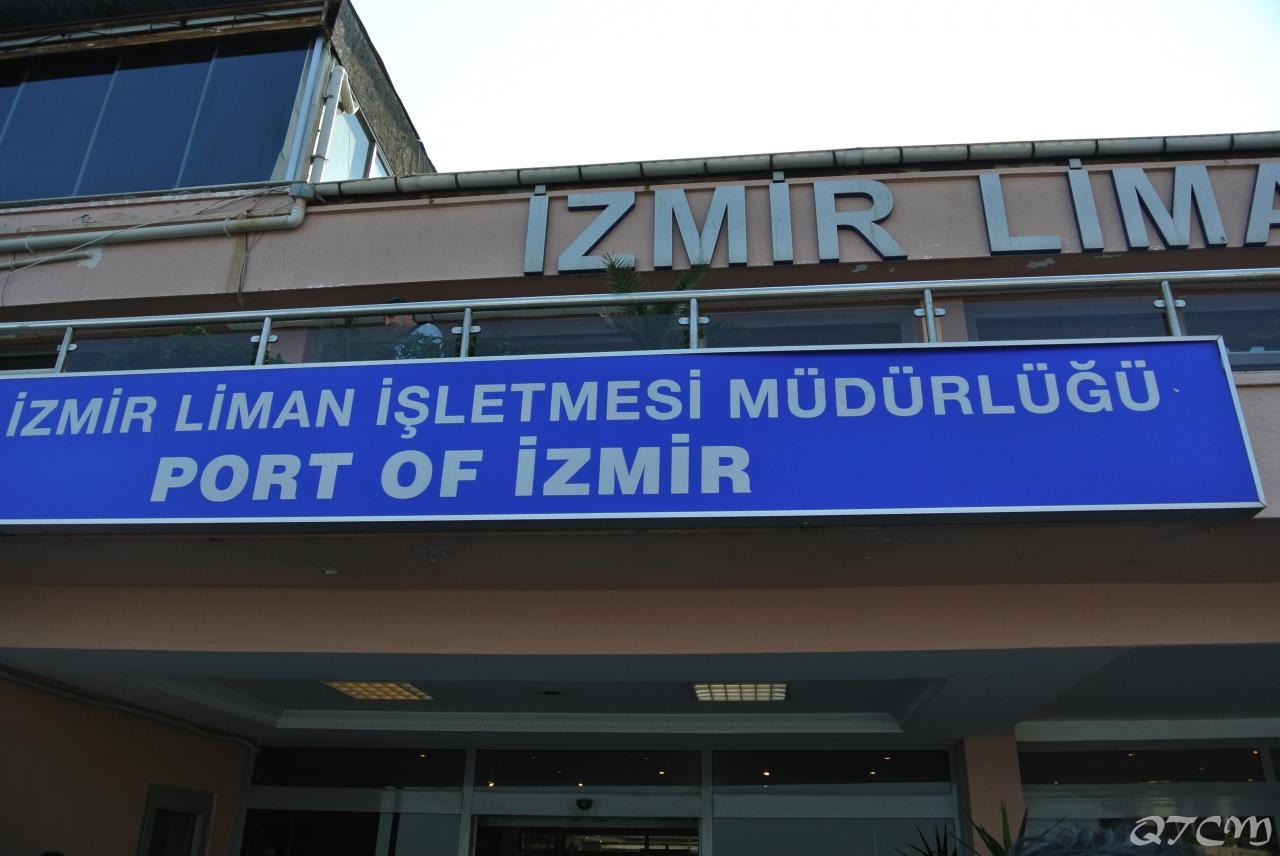 İZMİR LİMA
İZMİR LİMAN İŞLETMESİ MÜDÜRLÜĞÜ
PORT OF İZMİR
QTCM